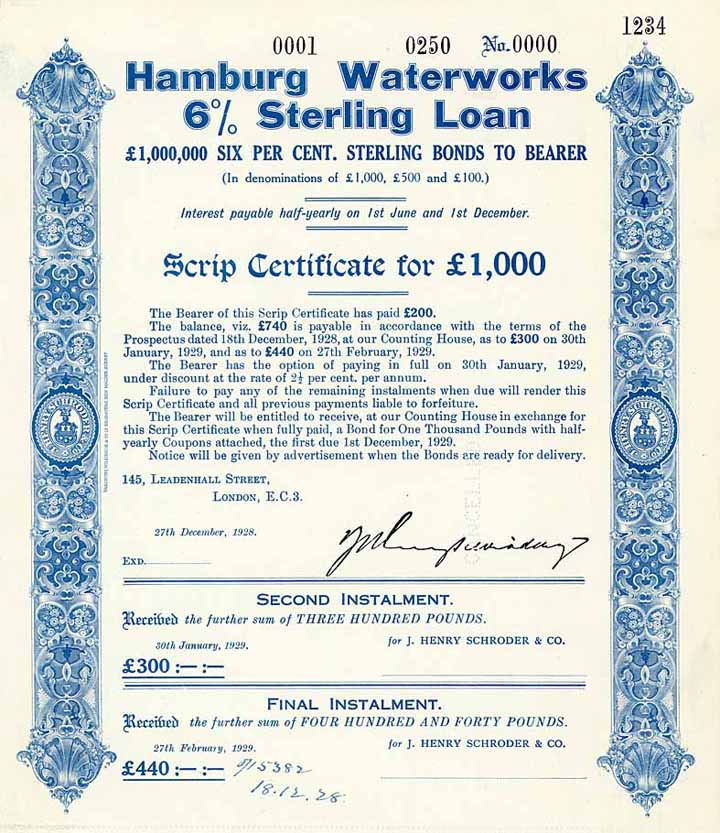 1234
0001 0250 No. 0000
Hamburg Waterworks
6% Sterling Loan
£1,000,000 SIX PER CENT. STERLING BONDS TO BEARER
(In denominations of £1,000, £500 and £100.)
Interest payable half-yearly on 1st June and 1st December.
Scrip Certificate for £1,000
The Bearer of this Scrip Certificate has paid £200.
The balance, viz. £740 is payable in accordance with the terms of the
Prospectus dated 18th December, 1928, at our Counting House, as to £300 on 30th
January, 1929, and as to £440 on 27th February, 1929.
The Bearer has the option of paying in full on 30th January, 1929,
under discount at the rate of 2½ per cent. per annum.
Failure to pay any of the remaining instalments when due will render this
Scrip Certificate and all previous payments liable to forfeiture.
The Bearer will be entitled to receive, at our Counting House in exchange for
this Scrip Certificate when fully paid, a Bond for One Thousand Pounds with half-
yearly Coupons attached, the first due 1st December, 1929.
Notice will be given by advertisement when the Bonds are ready for delivery.
145, LEADENHALL STREET,
LONDON, E.C.3.
27th December, 1928.
EXD.
CANCELLED
SECOND INSTALMENT.
Received the further sum of THREE HUNDRED POUNDS.
30th January, 1929.
for J. HENRY SCHRODER & CO.
£300 :—:—:
FINAL INSTALMENT.
Received the further sum of FOUR HUNDRED AND FORTY POUNDS.
27th February, 1929.
for J. HENRY SCHRODER & CO.
£440 :—:—:
15382
18.12.28.